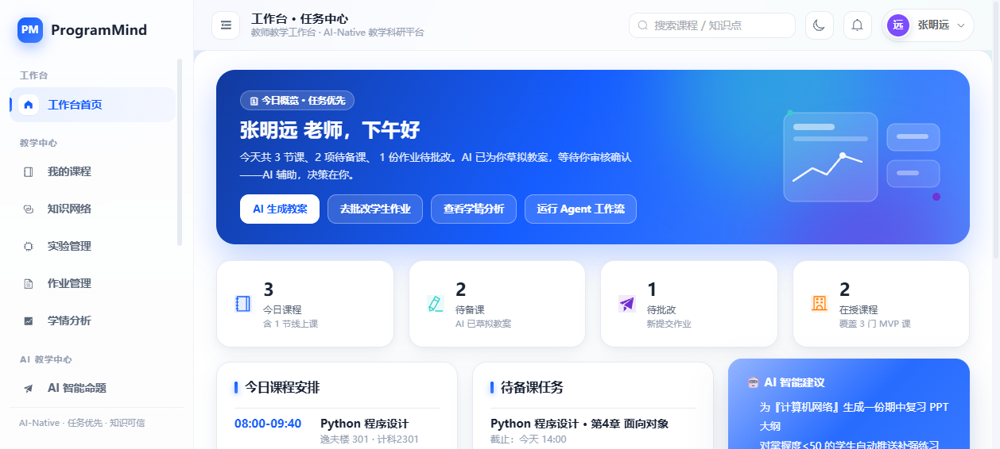 PM ProgramMind
工作台
工作台首页
教学中心
我的课程
知识网络
实验管理
作业管理
学情分析
AI 教学中心
AI 智能命题
AI-Native · 任务优先 · 知识可信
工作台 • 任务中心
教师教学工作台 · AI-Native 教学科研平台
搜索课程 / 知识点
远 张明远
今日概览 • 任务优先
张明远 老师，下午好
今天共 3 节课、2 项待备课、 1 份作业待批改。AI 已为你草拟教案，等待你审核确认
——AI 辅助，决策在你。
AI 生成教案
去批改学生作业
查看学情分析
运行 Agent 工作流
3
今日课程
含 1 节线上课
2
待备课
AI 已草拟教案
1
待批改
新提交作业
2
在授课程
覆盖 3 门 MVP 课
今日课程安排
08:00-09:40 Python 程序设计
逸夫楼 301 · 计科2301
待备课任务
Python 程序设计 • 第4章 面向对象
截止：今天 14:00
AI 智能建议
为『计算机网络』生成一份期中复习 PPT
大纲
对掌握度<50 的学生自动推送补强练习